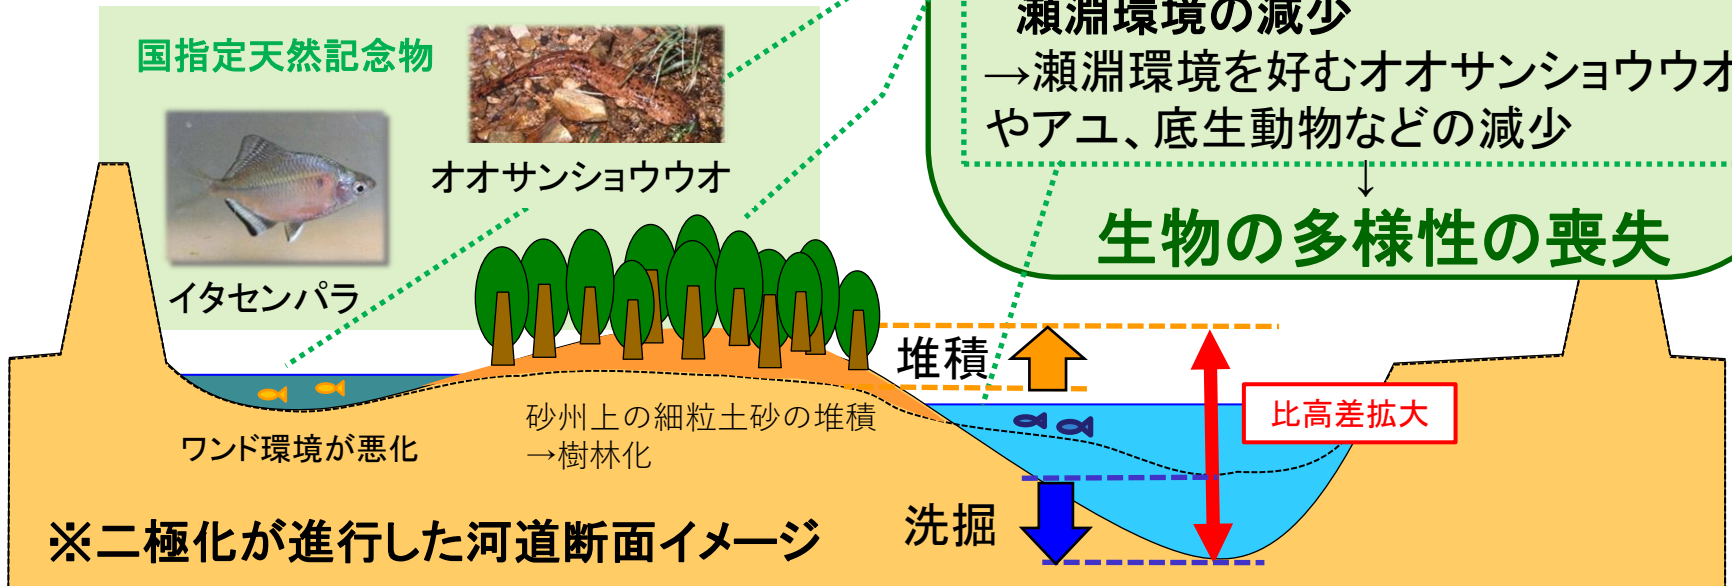 瀬淵環境の減少
→瀬淵環境を好むオオサンショウウオ
やアユ、底生動物などの減少
↓
生物の多様性の喪失
国指定天然記念物
オオサンショウウオ
イタセンパラ
堆積
比高差拡大
砂州上の細粒土砂の堆積
→樹林化
ワンド環境が悪化
洗掘
※二極化が進行した河道断面イメージ